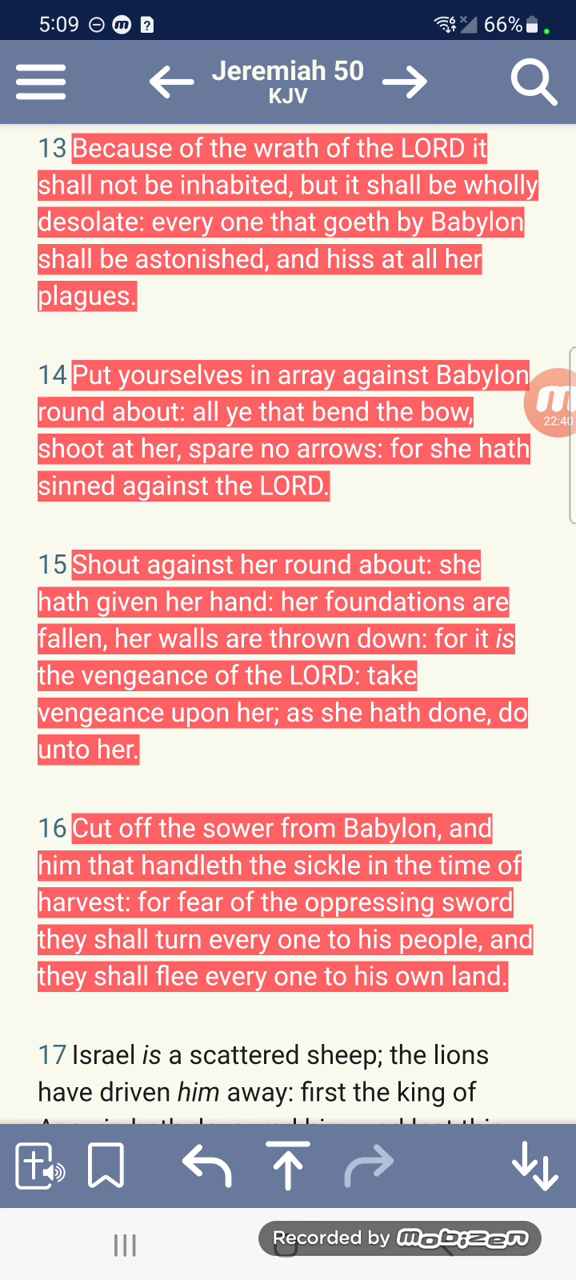 5:09 m ? 66%
Jeremiah 50
KJV
13 Because of the wrath of the LORD it
shall not be inhabited, but it shall be wholly
desolate: every one that goeth by Babylon
shall be astonished, and hiss at all her
plagues.
14 Put yourselves in array against Babylon
round about: all ye that bend the bow,
shoot at her, spare no arrows: for she hath
sinned against the LORD.
m
22:40
15 Shout against her round about: she
hath given her hand: her foundations are
fallen, her walls are thrown down: for it is
the vengeance of the LORD: take
vengeance upon her; as she hath done, do
unto her.
16 Cut off the sower from Babylon, and
him that handleth the sickle in the time of
harvest: for fear of the oppressing sword
they shall turn every one to his people, and
they shall flee every one to his own land.
17 Israel is a scattered sheep; the lions
have driven him away: first the king of
Recorded by mobizen